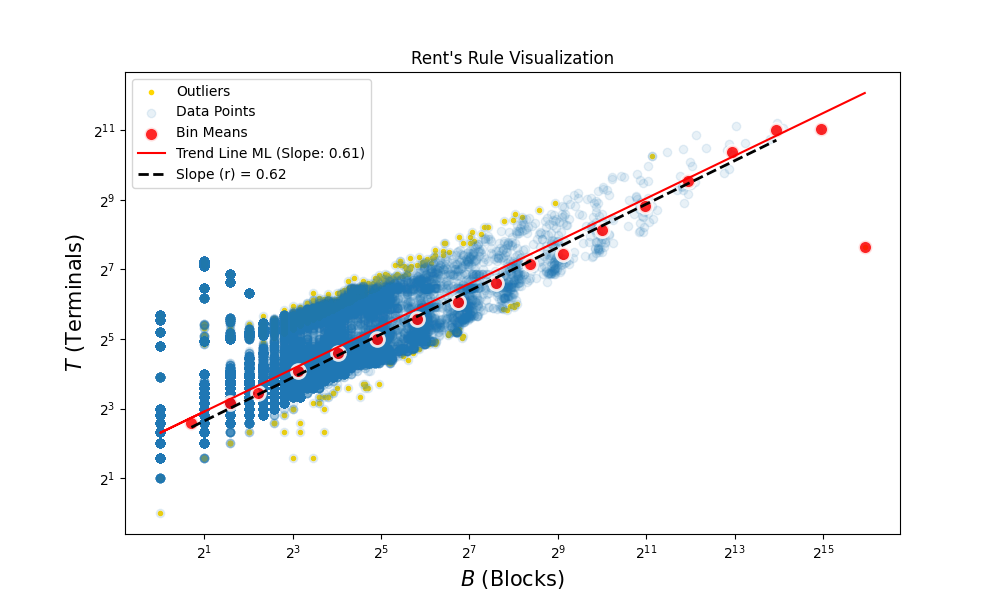 Rent's Rule Visualization
Outliers
Data Points
Bin Means
Trend Line ML (Slope: 0.61)
Slope (r) = 0.62
T (Terminals)
2^11
2^9
2^7
2^5
2^3
2^1
2^1 2^3 2^5 2^7 2^9 2^11 2^13 2^15
B (Blocks)